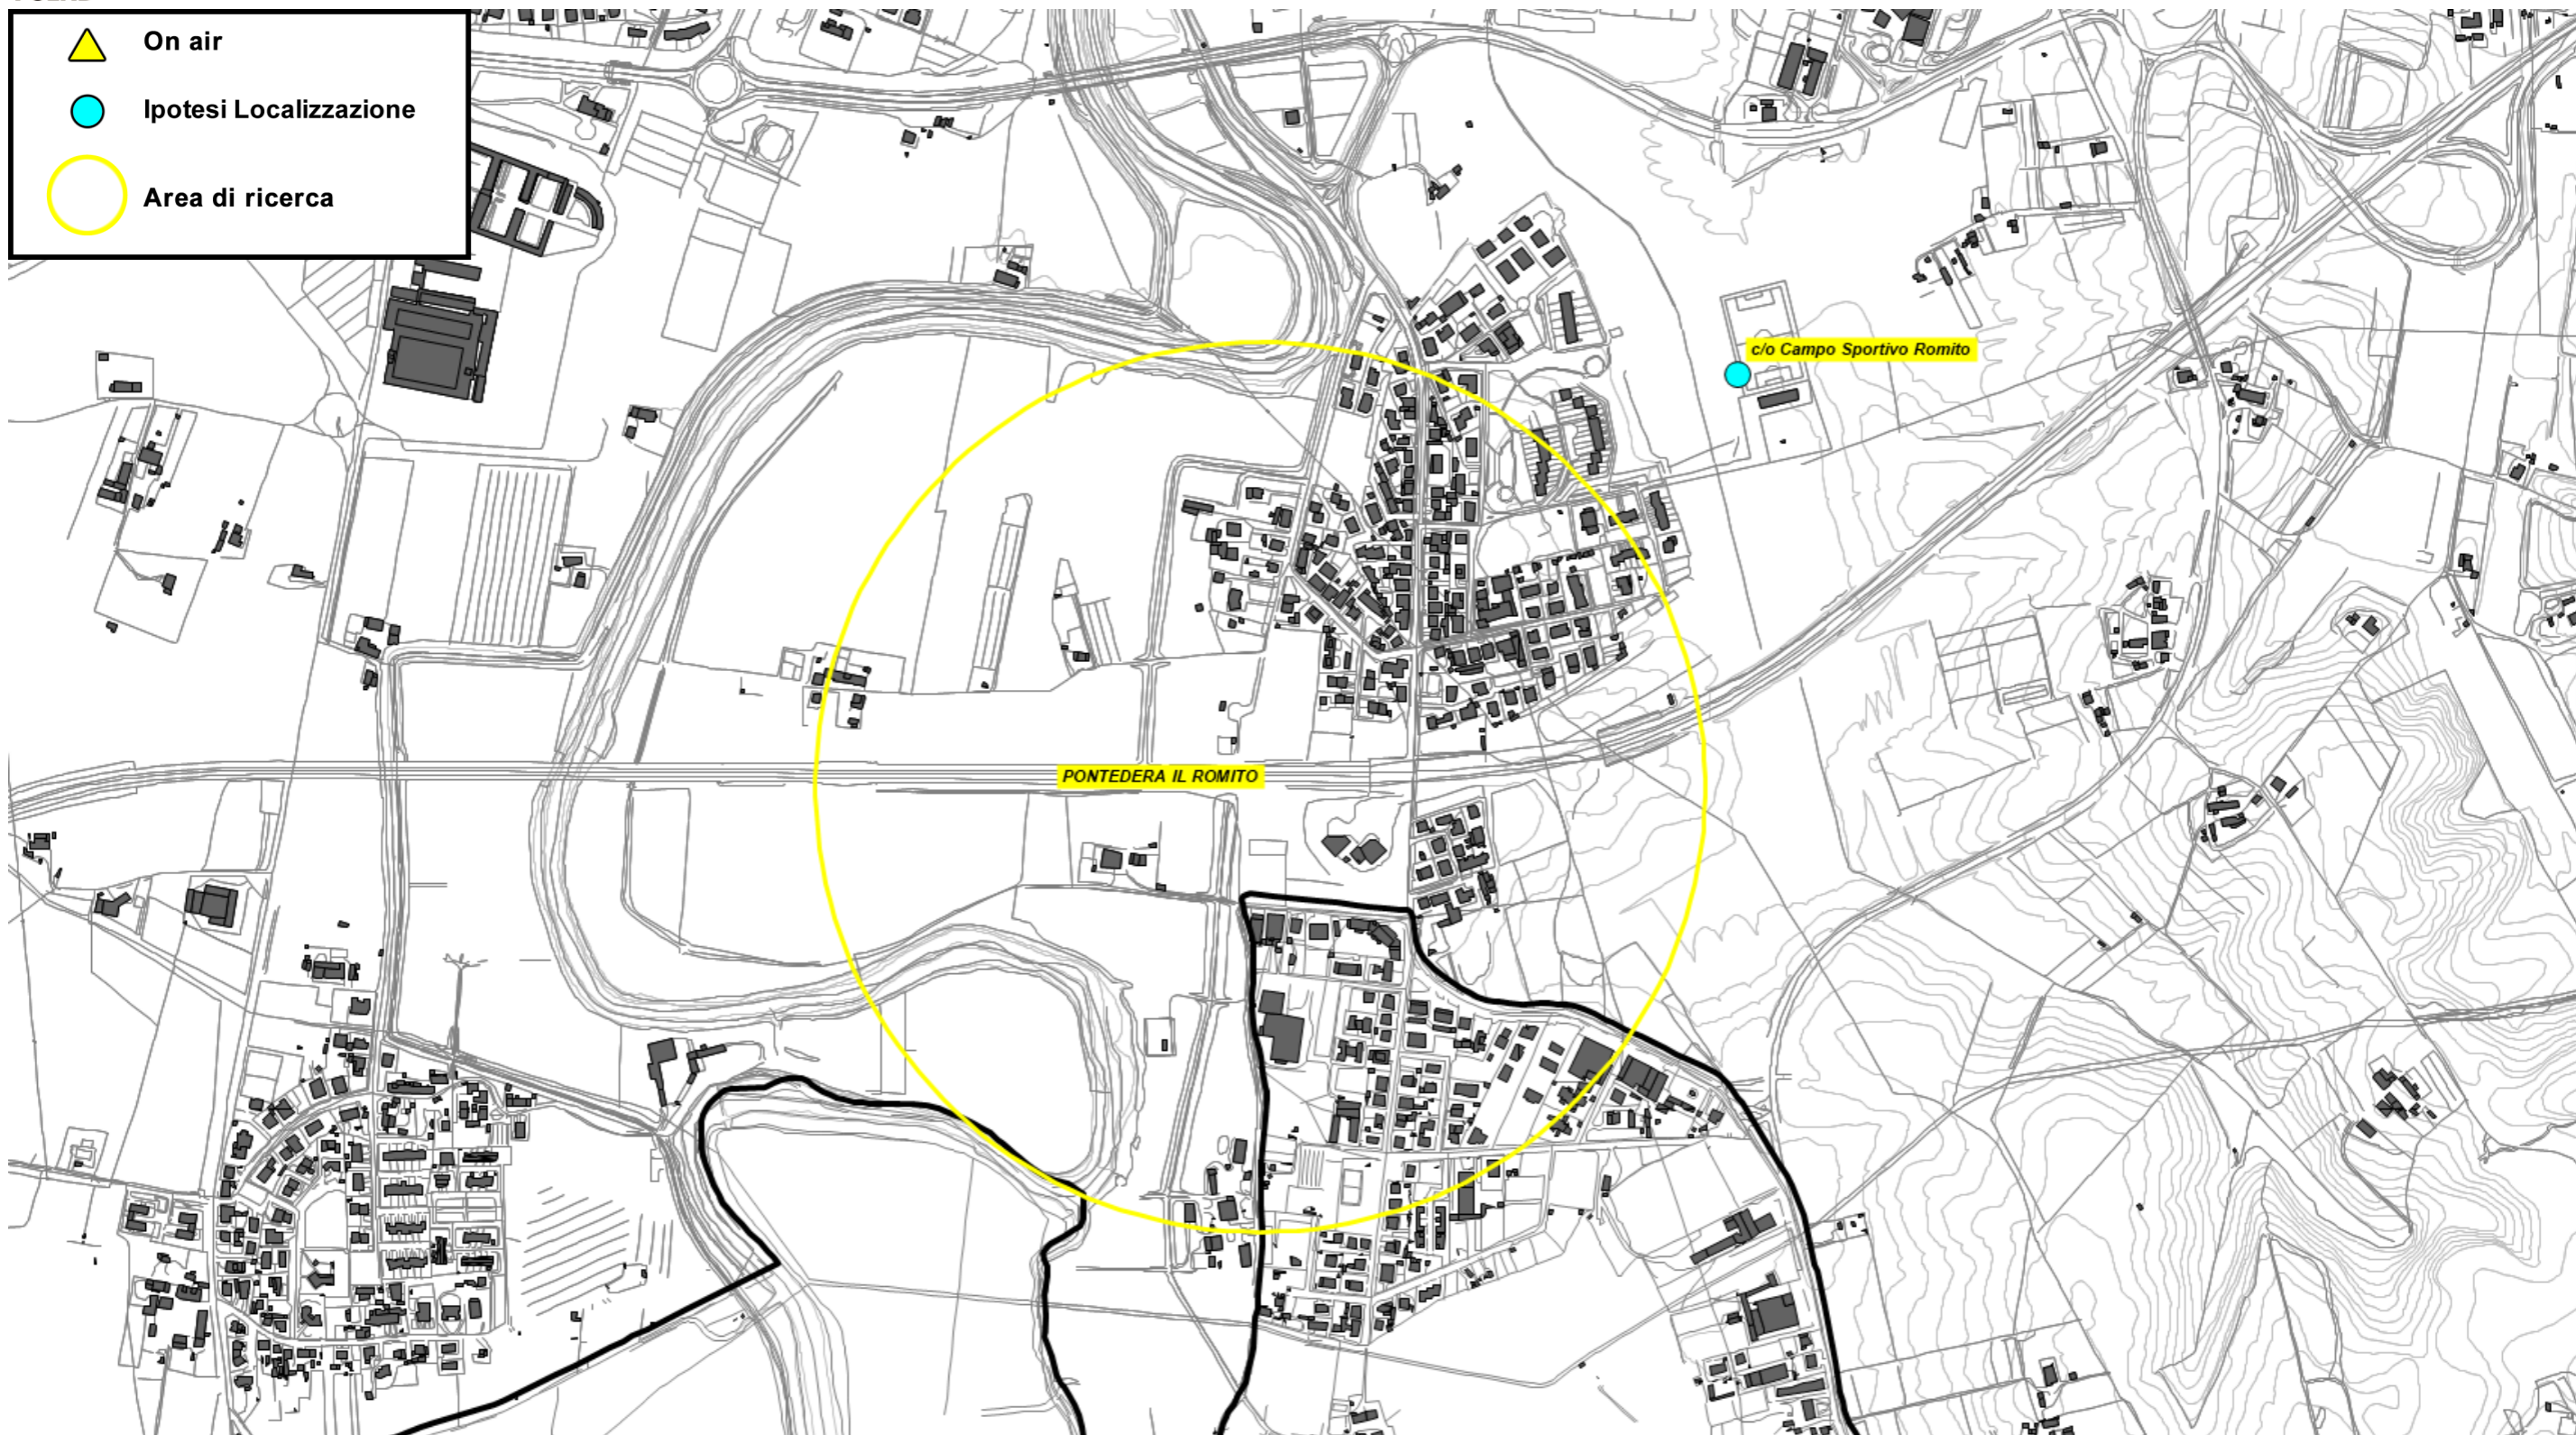 On air
Ipotesi Localizzazione
Area di ricerca
c/o Campo Sportivo Romito
PONTEDERA IL ROMITO